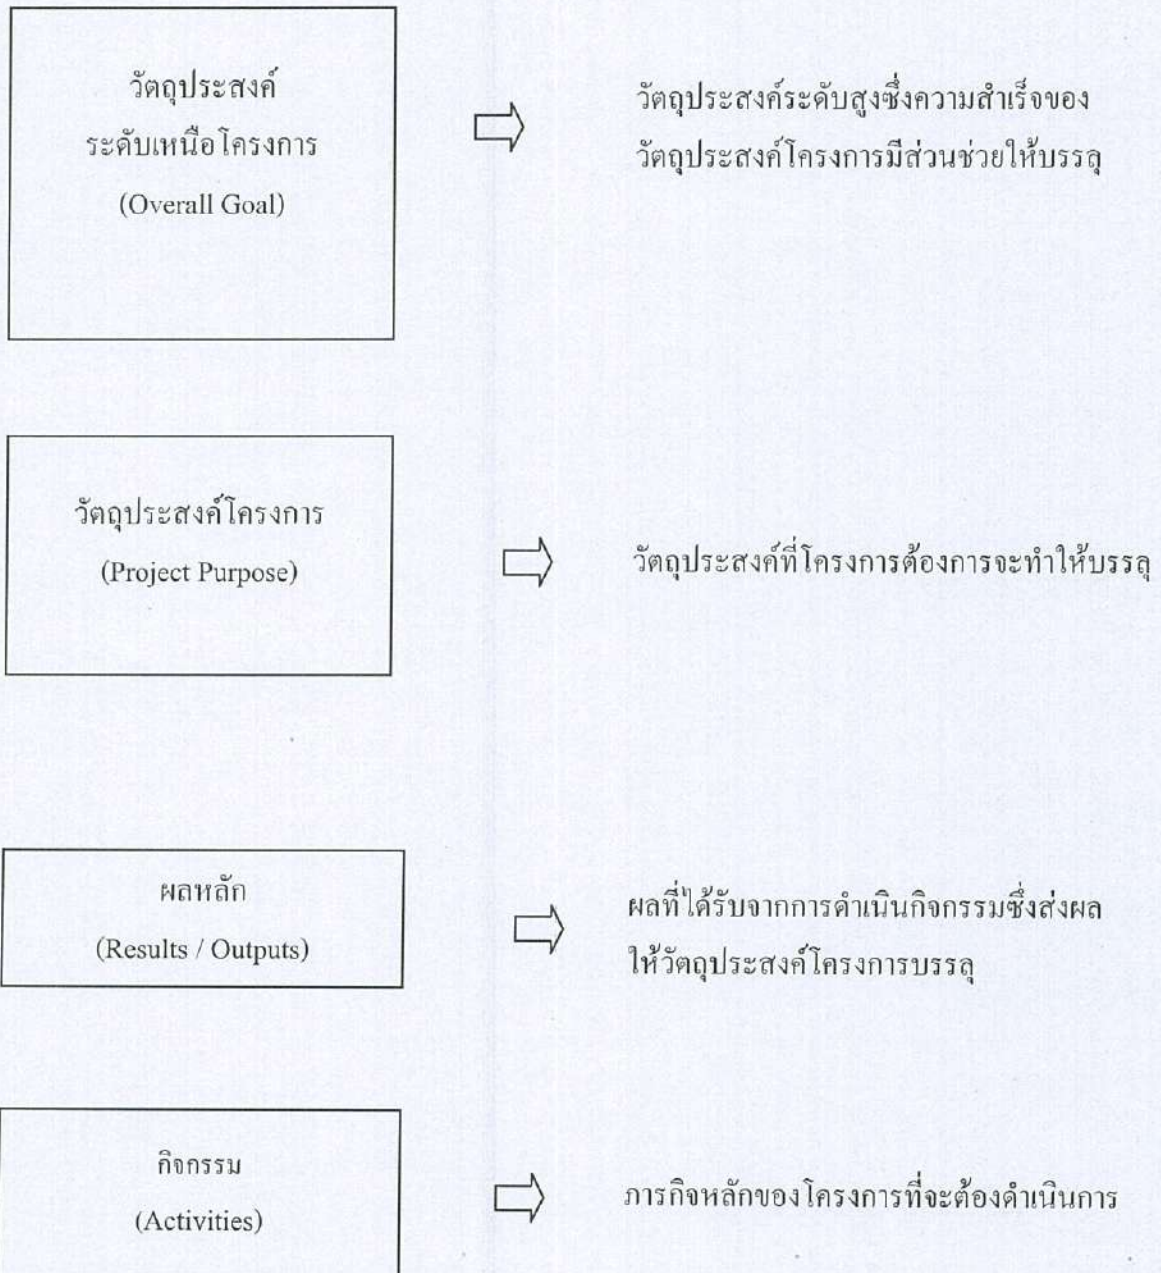 วัตถุประสงค์
ระดับเหนือโครงการ
(Overall Goal)
วัตถุประสงค์ระดับสูงซึ่งความสำเร็จของ
วัตถุประสงค์โครงการมีส่วนช่วยให้บรรลุ
วัตถุประสงค์โครงการ
(Project Purpose)
วัตถุประสงค์ที่โครงการต้องการจะทำให้บรรลุ
ผลหลัก
(Results / Outputs)
ผลที่ได้รับจากการดำเนินกิจกรรมซึ่งส่งผล
ให้วัตถุประสงค์โครงการบรรลุ
กิจกรรม
(Activities)
ภารกิจหลักของโครงการที่จะต้องดำเนินการ